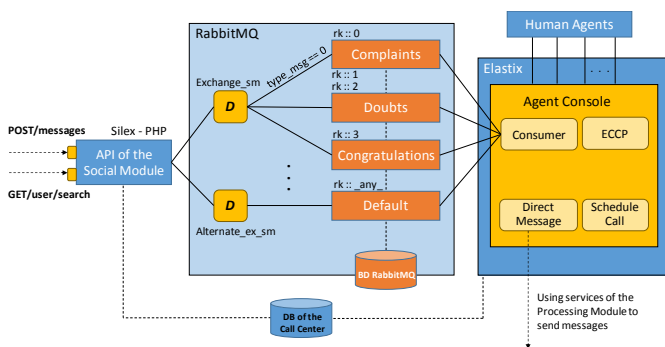 RabbitMQ
rk :: 0
Complaints
type_msg == 0
rk :: 1
rk :: 2
Exchange_sm
D
Doubts
rk :: 3
Congratulations
rk :: _any_
D
Default
Alternate_ex_sm
BD RabbitMQ
POST/messages
Silex - PHP
API of the
Social Module
GET/user/search
DB of the
Call Center
Human Agents
. . .
Elastix
Agent Console
Consumer
ECCP
Direct
Message
Schedule
Call
Using services of the
Processing Module to
send messages